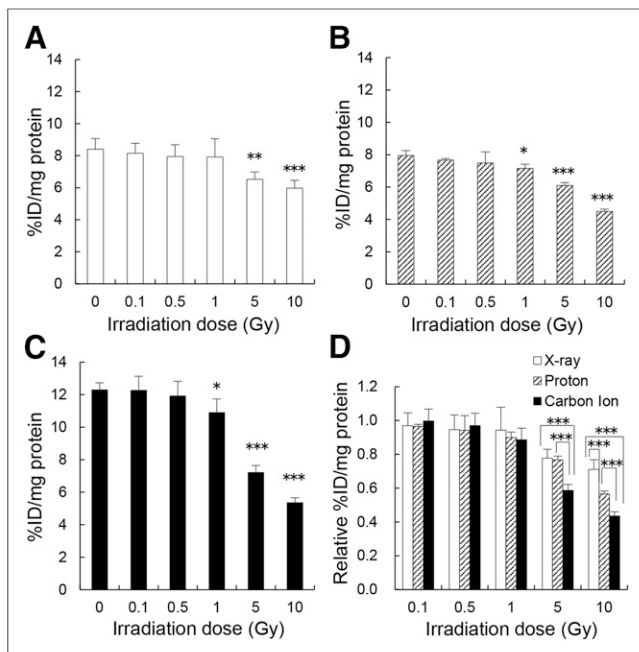 A
14
12
10
8
6
4
2
0
%ID/mg protein
** ***
0 0.1 0.5 1 5 10
Irradiation dose (Gy)
B
14
12
10
8
6
4
2
0
%ID/mg protein
* *** ***
0 0.1 0.5 1 5 10
Irradiation dose (Gy)
C
14
12
10
8
6
4
2
0
%ID/mg protein
* *** ***
0 0.1 0.5 1 5 10
Irradiation dose (Gy)
D
X-ray
Proton
Carbon Ion
1.2
1.0
0.8
0.6
0.4
0.2
0.0
Relative %ID/mg protein
*** ***
*** ***
***
0.1 0.5 1 5 10
Irradiation dose (Gy)